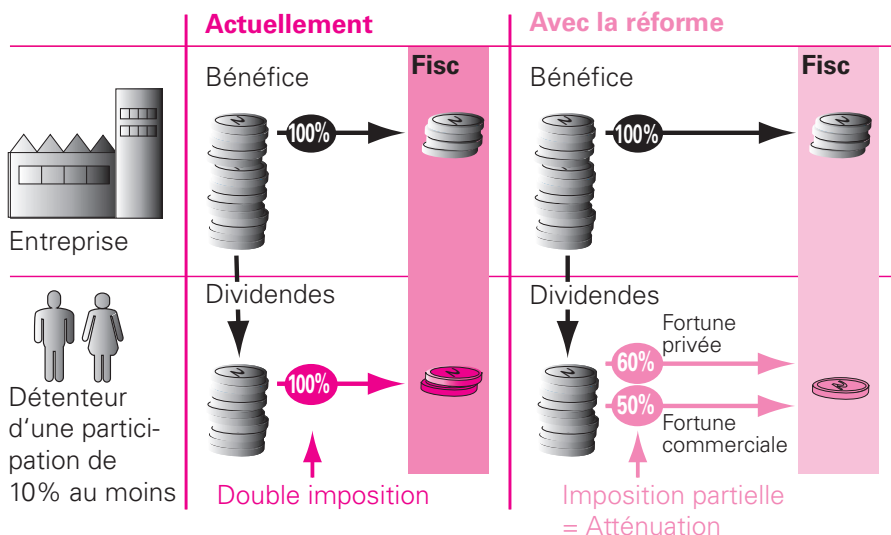 Actuellement
Avec la réforme
Bénéfice
Fisc
100%
Bénéfice
Fisc
100%
Entreprise
Dividendes
100%
Dividendes
Fortune
privée
60%
50%
Fortune
commerciale
Détenteur
d'une partici-
pation de
10% au moins
Double imposition
Imposition partielle
= Atténuation